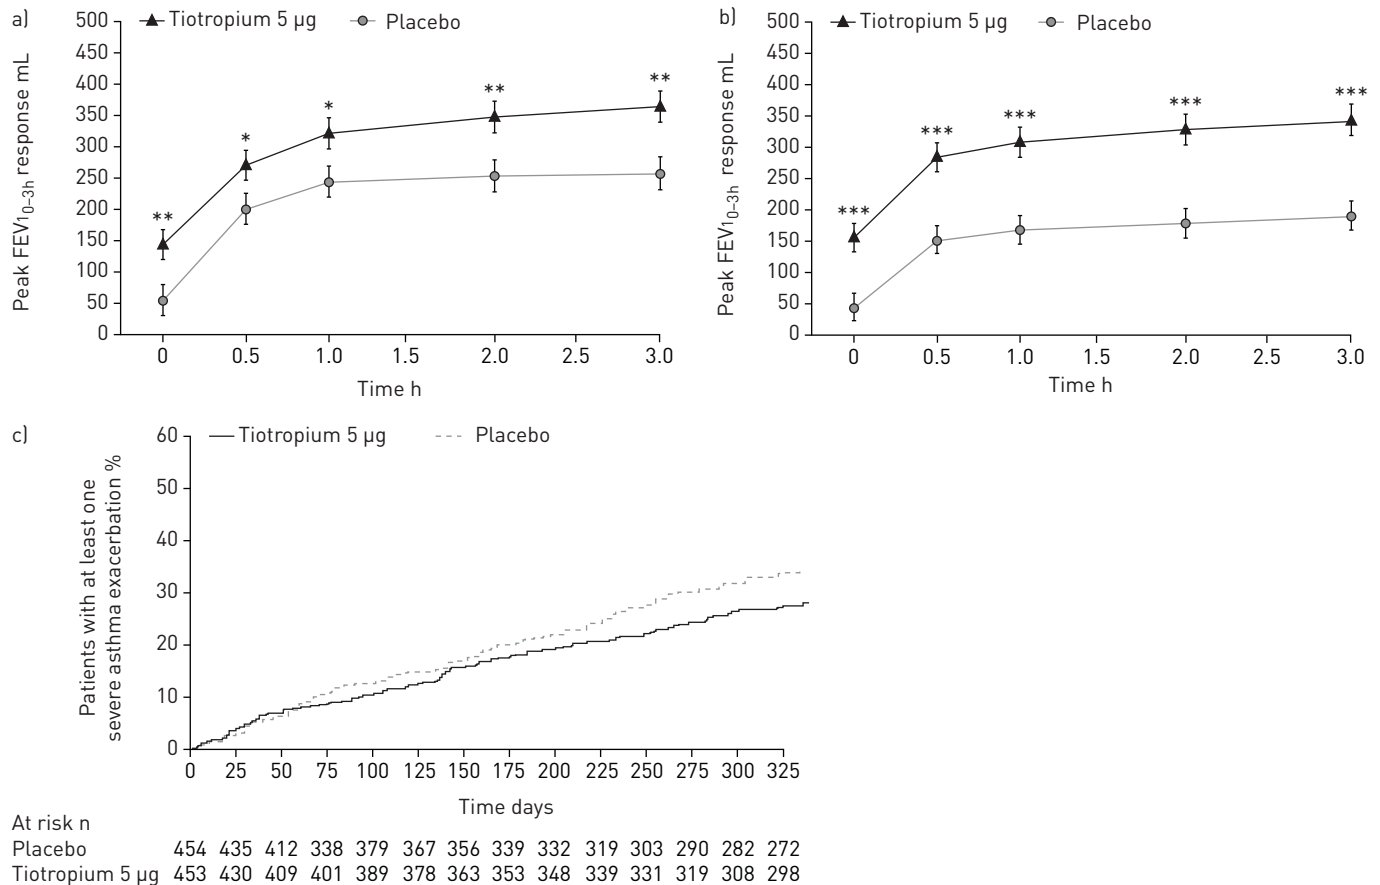 a)
Tiotropium 5 µg Placebo
Peak FEV10–3h response mL
500
450
400
350
300
250
200
150
100
50
0
** * * ** **
0 0.5 1.0 1.5 2.0 2.5 3.0
Time h
b)
Tiotropium 5 µg Placebo
Peak FEV10–3h response mL
500
450
400
350
300
250
200
150
100
50
0
*** *** *** *** ***
0 0.5 1.0 1.5 2.0 2.5 3.0
Time h
c)
Tiotropium 5 µg Placebo
Patients with at least one
severe asthma exacerbation %
60
50
40
30
20
10
0
0 25 50 75 100 125 150 175 200 225 250 275 300 325
Time days
At risk n
Placebo 454 435 412 338 379 367 356 339 332 319 303 290 282 272
Tiotropium 5 µg 453 430 409 401 389 378 363 353 348 339 331 319 308 298